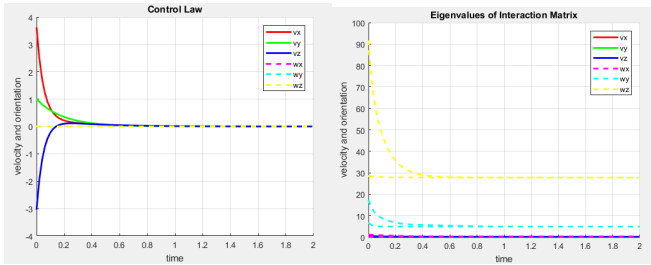 Control Law
velocity and orientation
4
3
2
1
0
-1
-2
-3
-4
0
0.2
0.4
0.6
0.8
1
1.2
1.4
1.6
1.8
2
time
vx
vy
vz
wx
wy
wz
Eigenvalues of Interaction Matrix
velocity and orientation
100
90
80
70
60
50
40
30
20
10
0
0
0.2
0.4
0.6
0.8
1
1.2
1.4
1.6
1.8
2
time
vx
vy
vz
wx
wy
wz